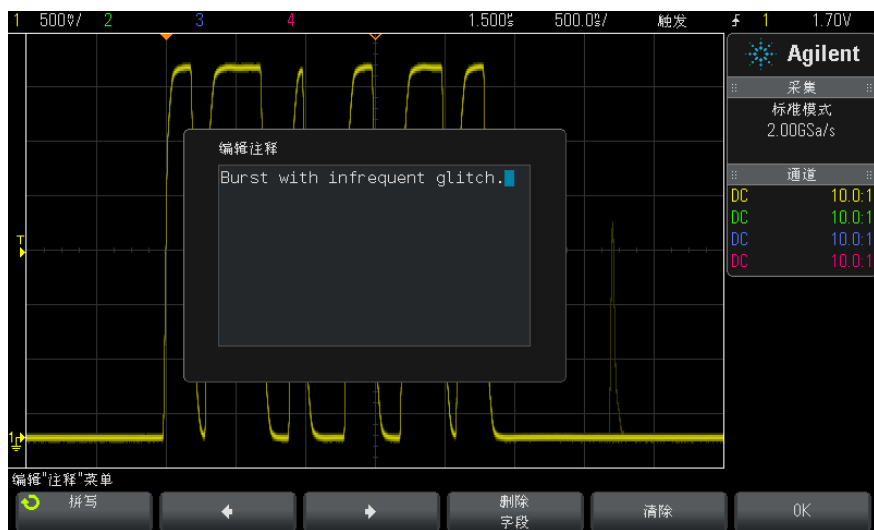 1 500㎷/ 2 3 4 1.500㎲ 500.0㎱/ 触发 1 1.70V
Agilent
采集
标准模式
2.00GSa/s
通道
DC 10.0:1
DC 10.0:1
DC 10.0:1
DC 10.0:1
编辑注释
Burst with infrequent glitch.
T
1
编辑"注释"菜单
拼写
删除
字段
清除
OK